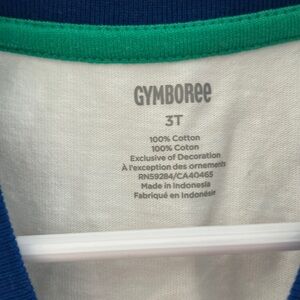 GYMBOREE
3T
100% Cotton
100% Coton
Exclusive of Decoration
À l'exception des ornements
RN59284/CA40465
Made in Indonesia
Fabriqué en Indonésie